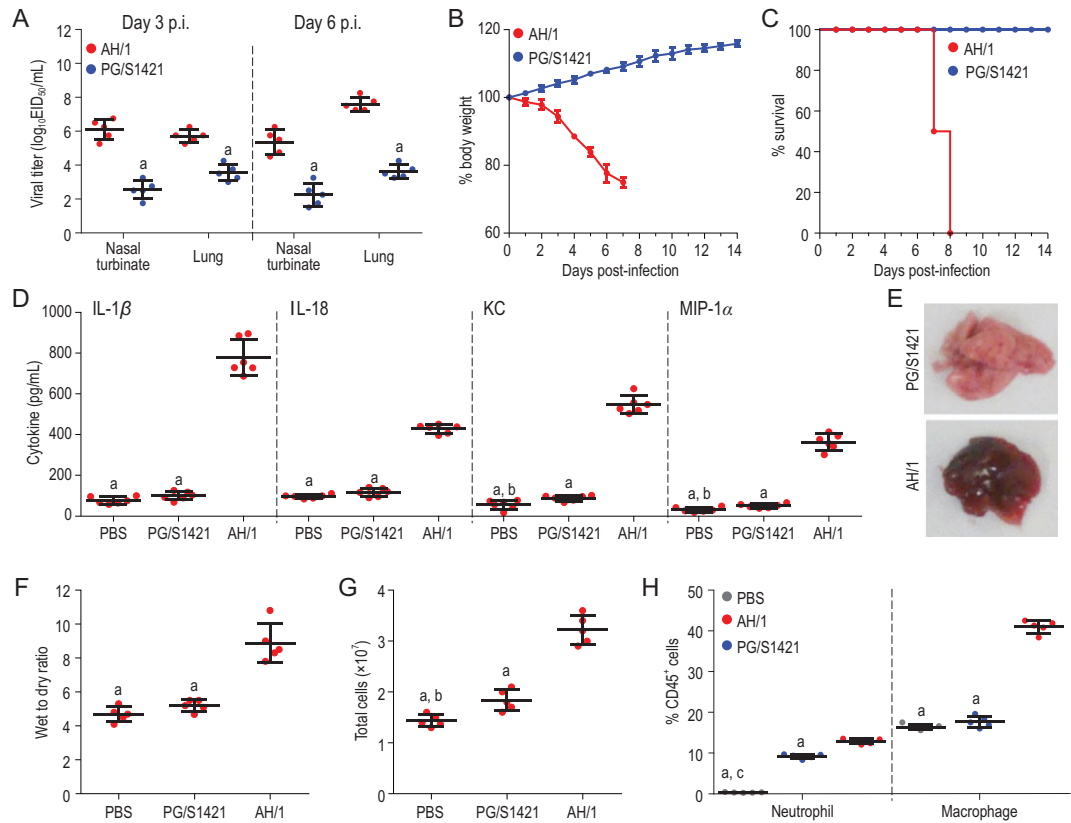 A
Day 3 p.i.
Day 6 p.i.
AH/1
PG/S1421
Viral titer (log₁₀EID₅₀/mL)
12
10
8
6
4
2
0
a
a
a
a
Nasal turbinate
Lung
Nasal turbinate
Lung
B
AH/1
PG/S1421
% body weight
120
100
80
60
0 2 4 6 8 10 12 14
Days post-infection
C
AH/1
PG/S1421
% survival
100
80
60
40
20
0
2 4 6 8 10 12 14
Days post-infection
D
IL-1β
IL-18
KC
MIP-1α
Cytokine (pg/mL)
1000
800
600
400
200
0
a
a
a
a
a, b
a
a, b
a
PBS PG/S1421 AH/1
PBS PG/S1421 AH/1
PBS PG/S1421 AH/1
PBS PG/S1421 AH/1
E
PG/S1421
AH/1
F
Wet to dry ratio
12
10
8
6
4
2
0
a
a
PBS PG/S1421 AH/1
G
Total cells (×10⁷)
4
3
2
1
0
a, b
a
PBS PG/S1421 AH/1
H
PBS
AH/1
PG/S1421
% CD45⁺ cells
50
40
30
20
10
0
a, c
a
a
a
Neutrophil
Macrophage